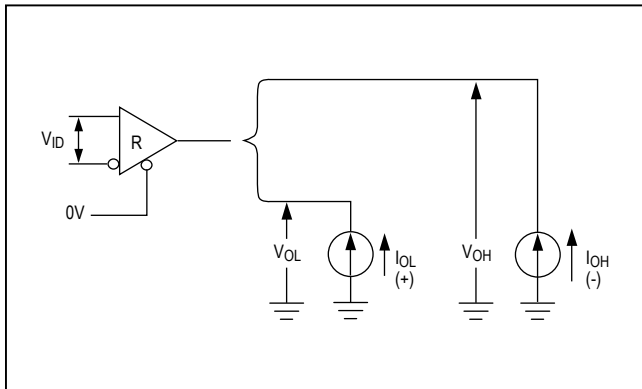 V_ID
R
0V
V_OL
I_OL
(+)
V_OH
I_OH
(-)